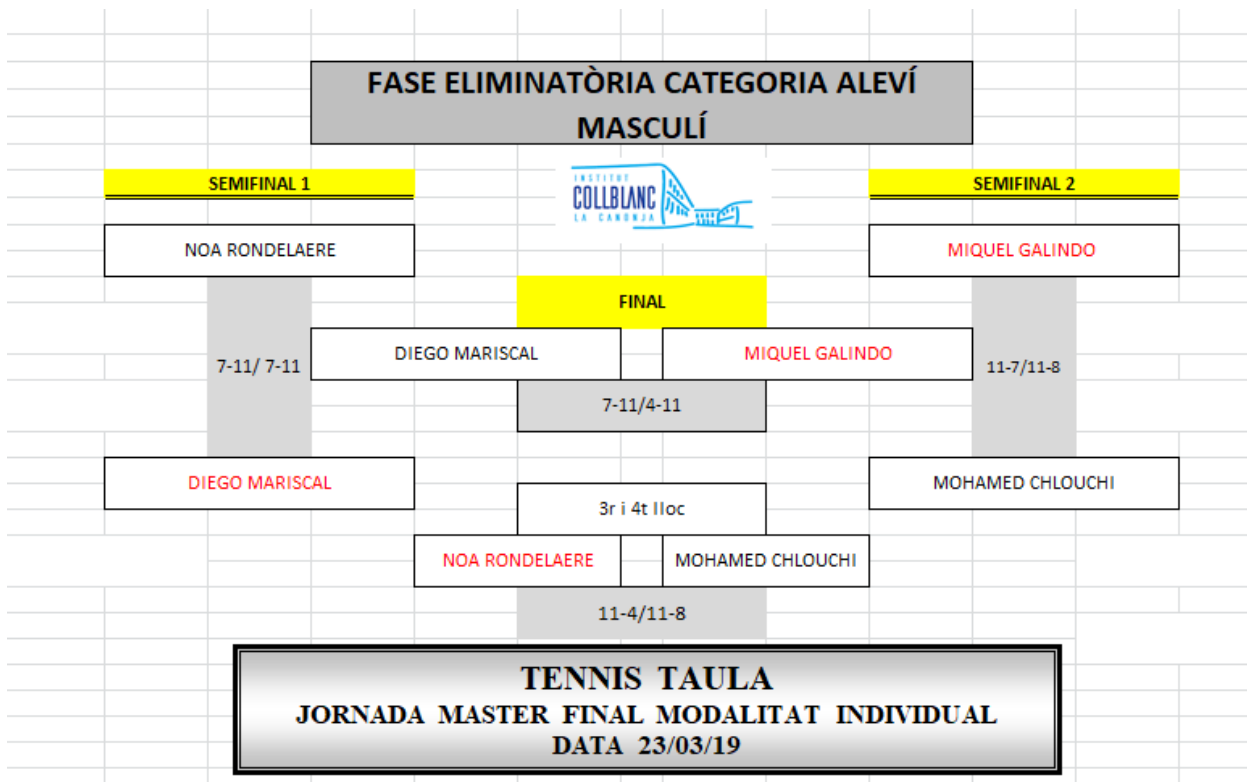 FASE ELIMINATÒRIA CATEGORIA ALEVÍ
MASCULÍ
INSTITUT
COLLBLANC
LA CANONJA
SEMIFINAL 1
SEMIFINAL 2
NOA RONDELAERE
MIQUEL GALINDO
FINAL
DIEGO MARISCAL
MIQUEL GALINDO
7-11/ 7-11
11-7/11-8
7-11/4-11
DIEGO MARISCAL
MOHAMED CHLOUCHI
3r i 4t lloc
NOA RONDELAERE
MOHAMED CHLOUCHI
11-4/11-8
TENNIS TAULA
JORNADA MASTER FINAL MODALITAT INDIVIDUAL
DATA 23/03/19